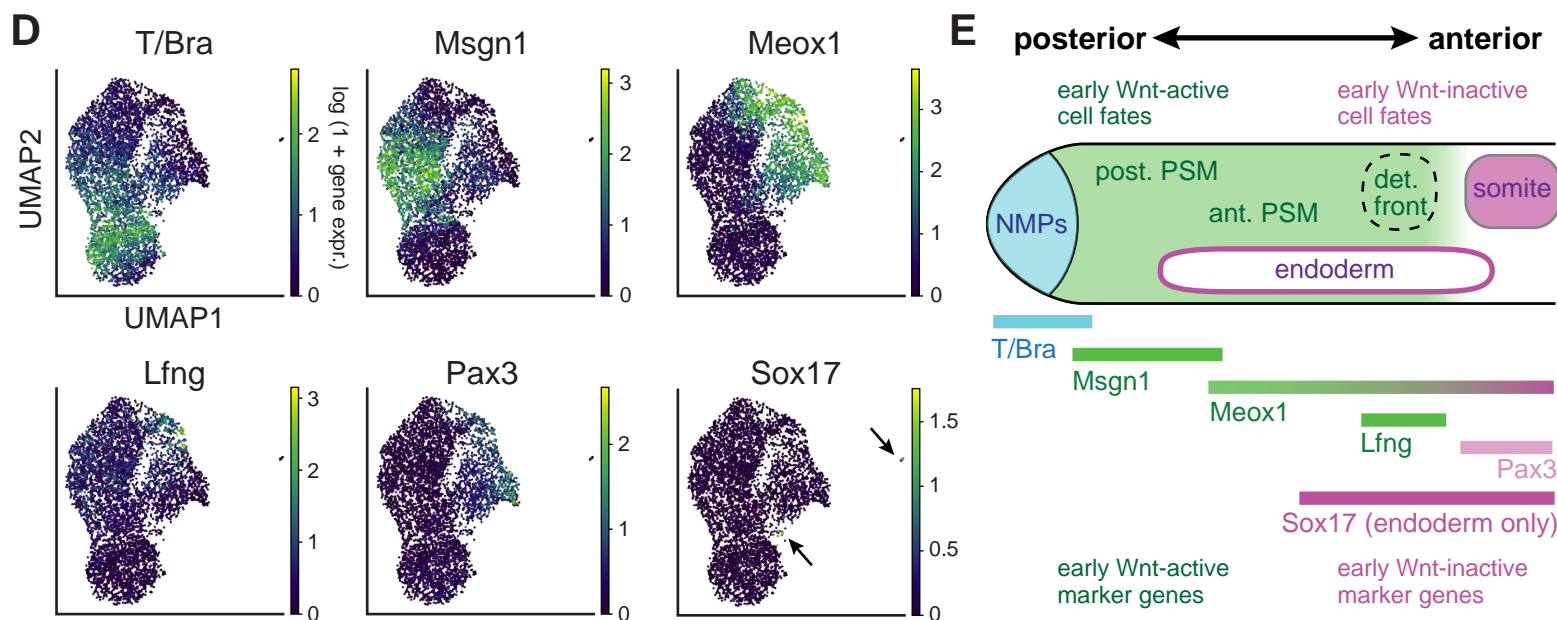 D
T/Bra
Msgn1
Meox1
UMAP2
UMAP1
log (1 + gene expr.)
2
1
0
3
2
1
0
3
2
1
0
Lfng
Pax3
Sox17
3
2
1
0
2
1
0
1.5
1
0.5
0
E
posterior
anterior
early Wnt-active
cell fates
early Wnt-inactive
cell fates
NMPs
post. PSM
ant. PSM
det.
front
somite
endoderm
T/Bra
Msgn1
Meox1
Lfng
Pax3
Sox17 (endoderm only)
early Wnt-active
marker genes
early Wnt-inactive
marker genes